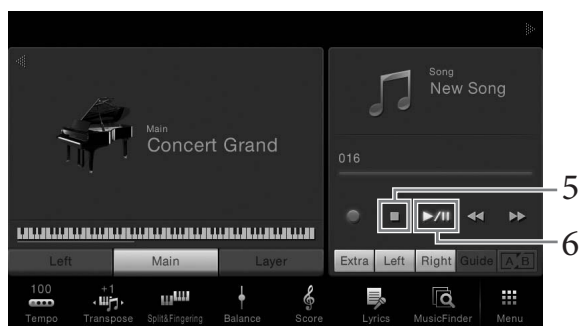 Main
Concert Grand
Song
New Song
016
5
6
Left Main Layer
Extra Left Right Guide A B
100 +1
Tempo Transpose Split&Fingering Balance Score Lyrics MusicFinder Menu